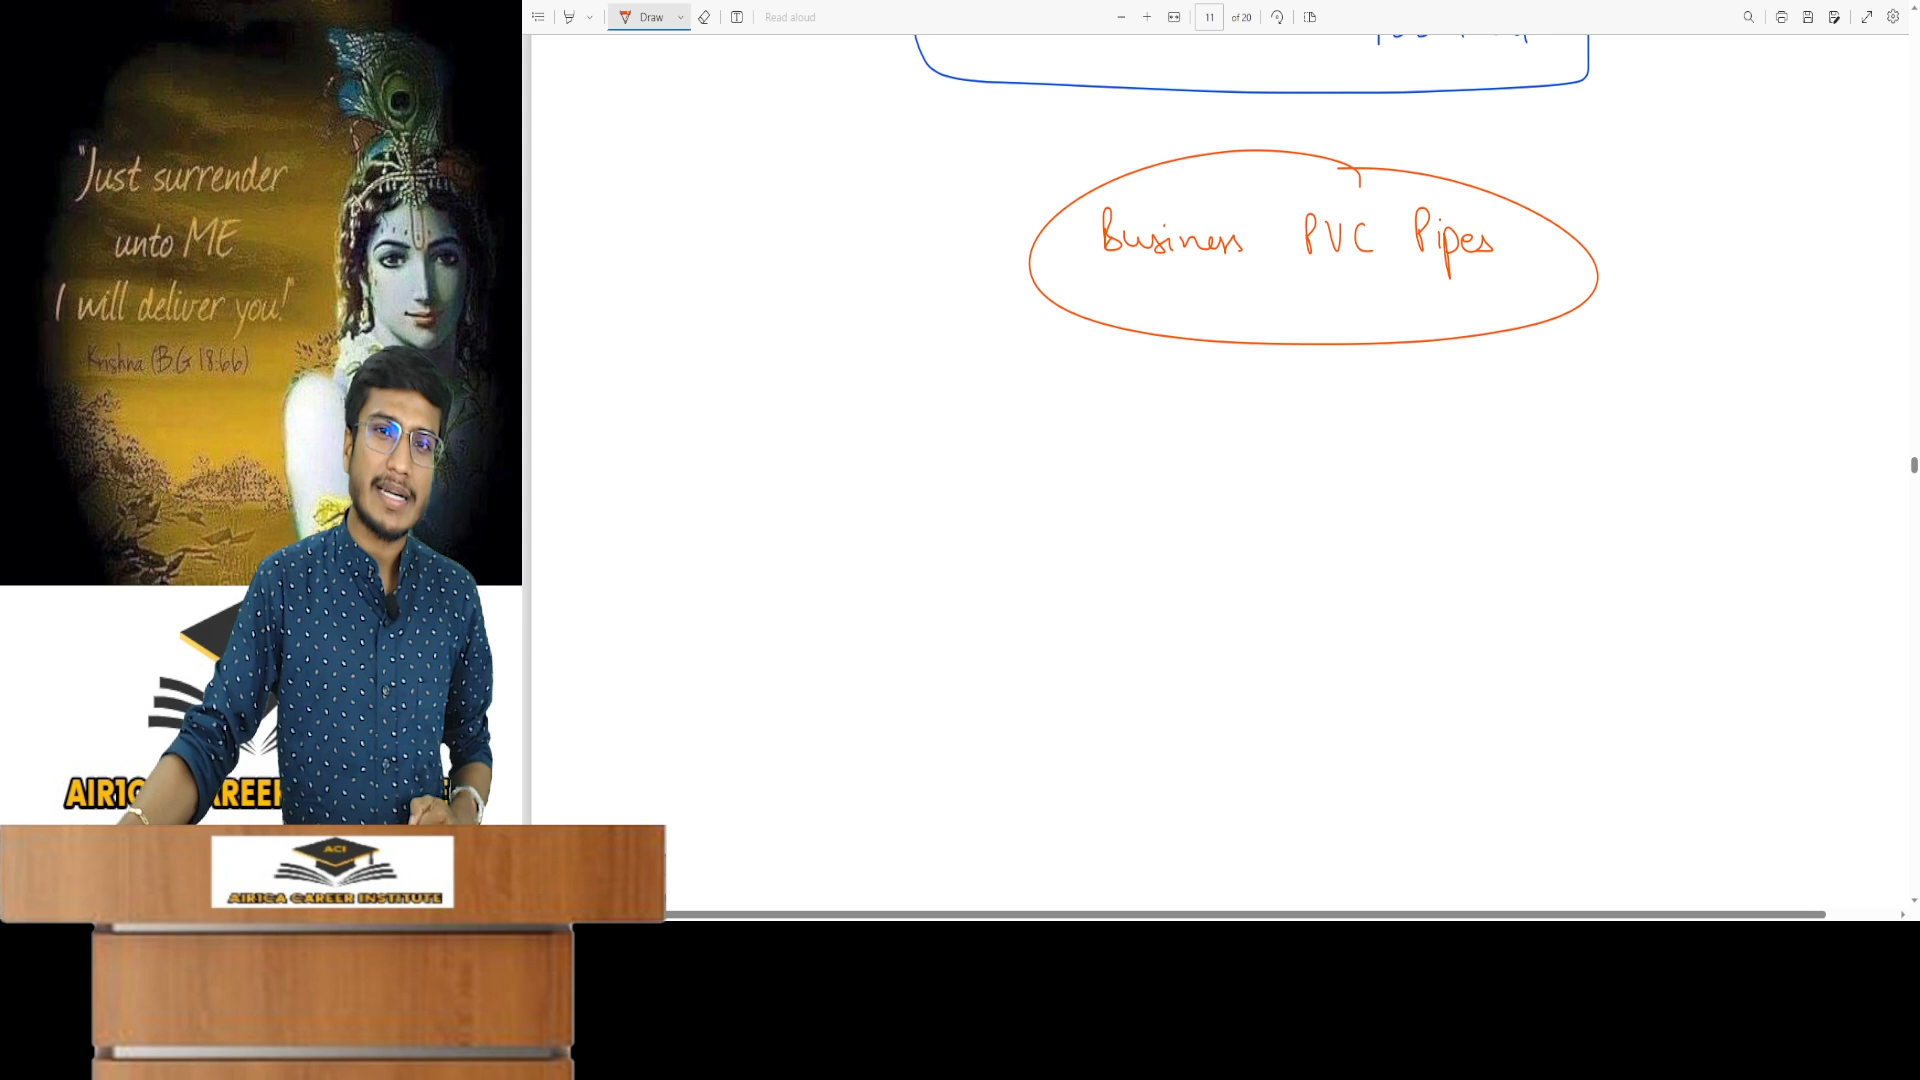 Draw
Read aloud
11 of 20
"Just surrender
unto ME
I will deliver you!"
- Krishna (B.G 18:66)
Business PVC Pipes
ACI
AIR1CA CAREER INSTITUTE